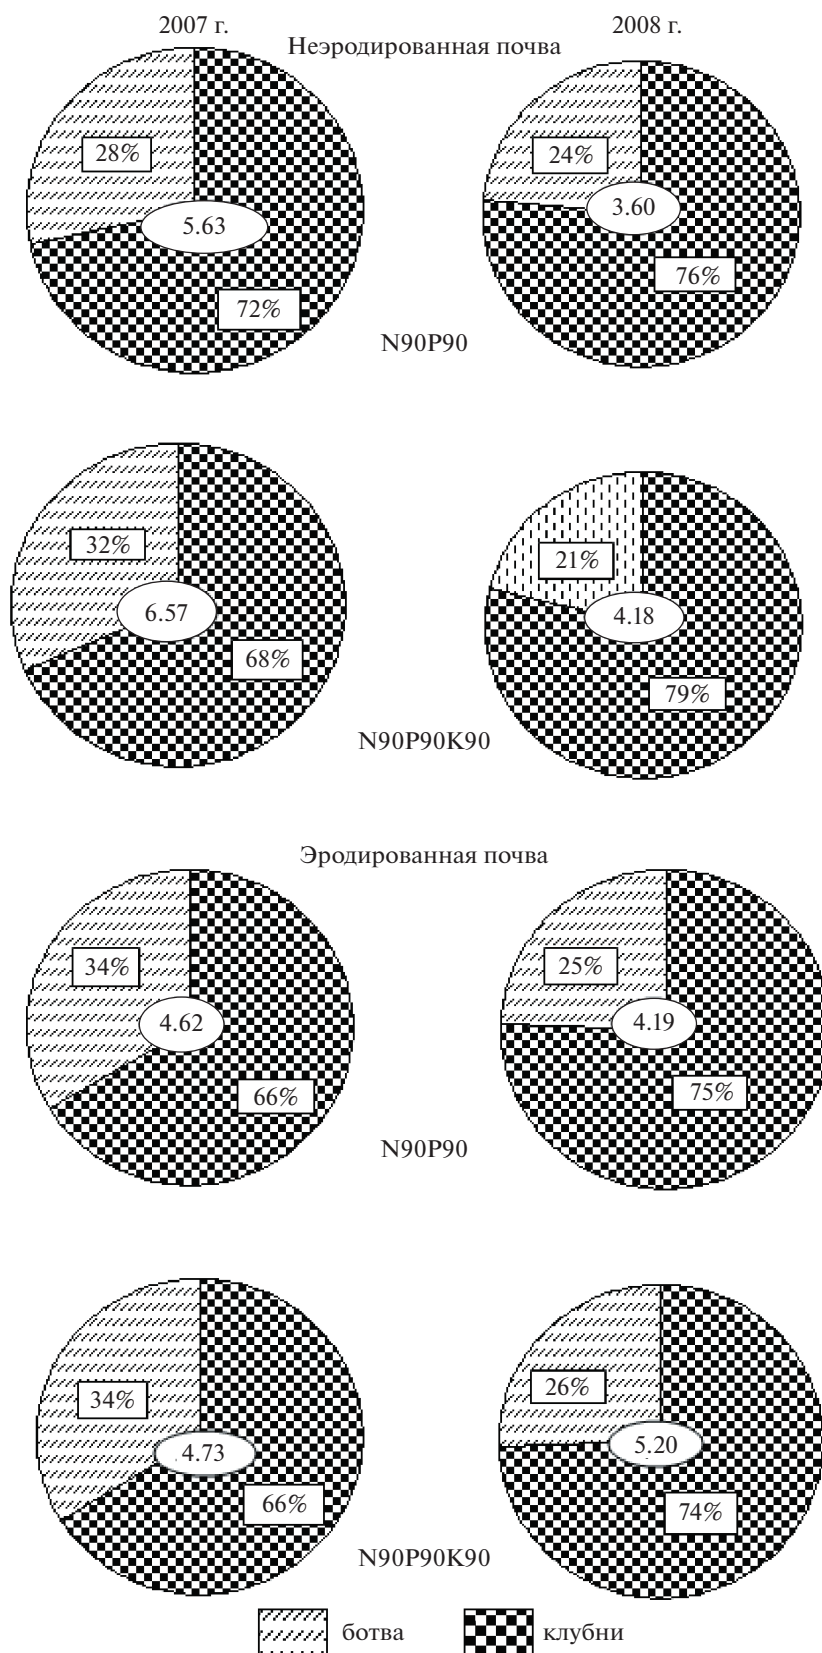 2007 г.
2008 г.
Неэродированная почва
28%
24%
5.63
3.60
72%
76%
N90P90
32%
21%
6.57
4.18
68%
79%
N90P90K90
Эродированная почва
34%
25%
4.62
4.19
66%
75%
N90P90
34%
26%
4.73
5.20
66%
74%
N90P90K90
ботва
клубни